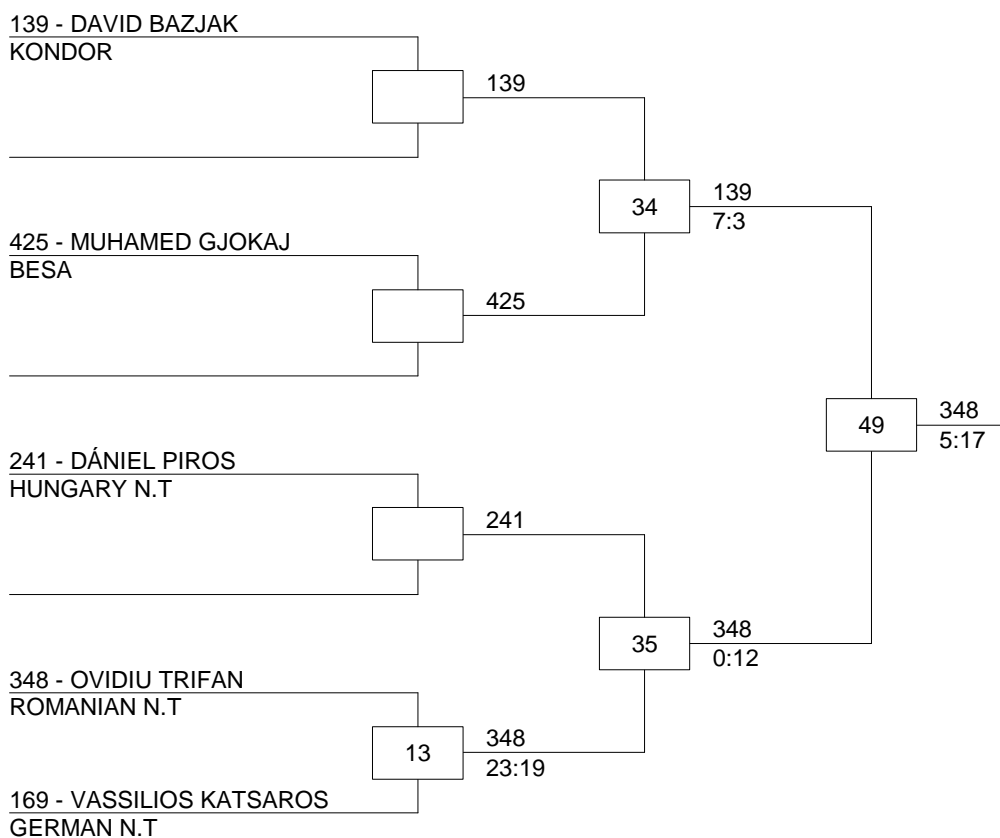 139 - DAVID BAZJAK
KONDOR
139
34
139
7:3
425 - MUHAMED GJOKAJ
BESA
425
49
348
5:17
241 - DÁNIEL PIROS
HUNGARY N.T
241
35
348
0:12
348 - OVIDIU TRIFAN
ROMANIAN N.T
13
348
23:19
169 - VASSILIOS KATSAROS
GERMAN N.T